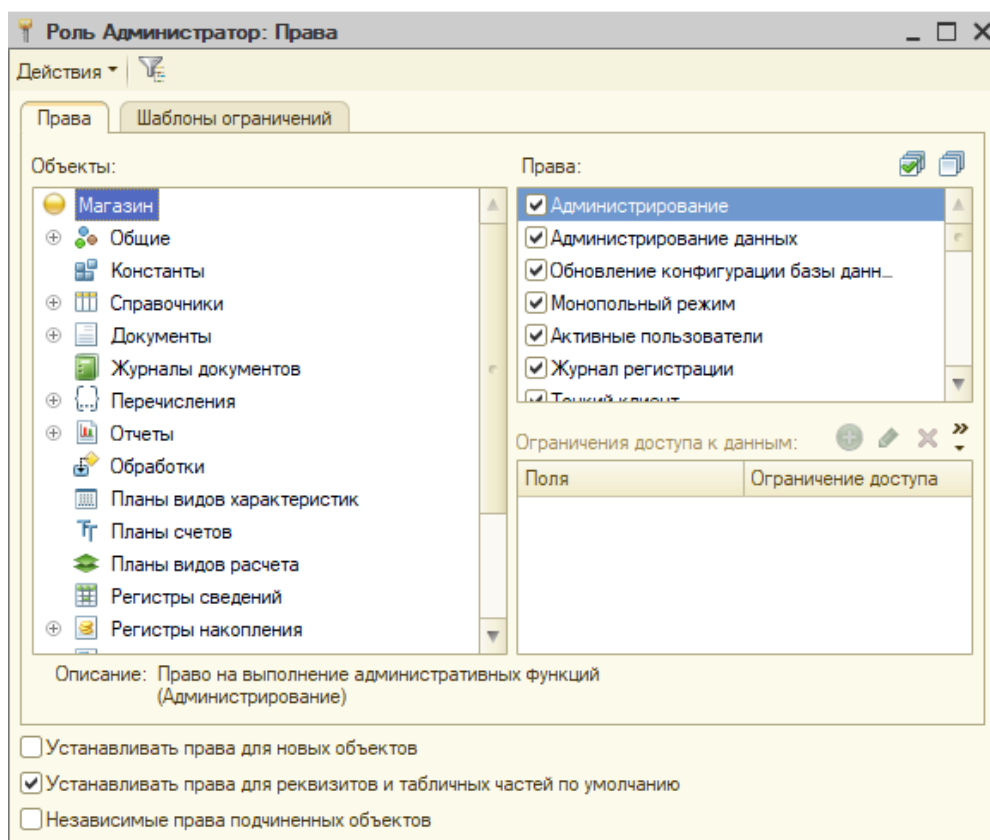 Роль Администратор: Права
Действия
Права
Шаблоны ограничений
Объекты:
Магазин
Общие
Константы
Справочники
Документы
Журналы документов
Перечисления
Отчеты
Обработки
Планы видов характеристик
Планы счетов
Планы видов расчета
Регистры сведений
Регистры накопления
Права:
Администрирование
Администрирование данных
Обновление конфигурации базы данн...
Монопольный режим
Активные пользователи
Журнал регистрации
Тонкий клиент
Ограничения доступа к данным:
Поля Ограничение доступа
Описание: Право на выполнение административных функций
(Администрирование)
Устанавливать права для новых объектов
Устанавливать права для реквизитов и табличных частей по умолчанию
Независимые права подчиненных объектов